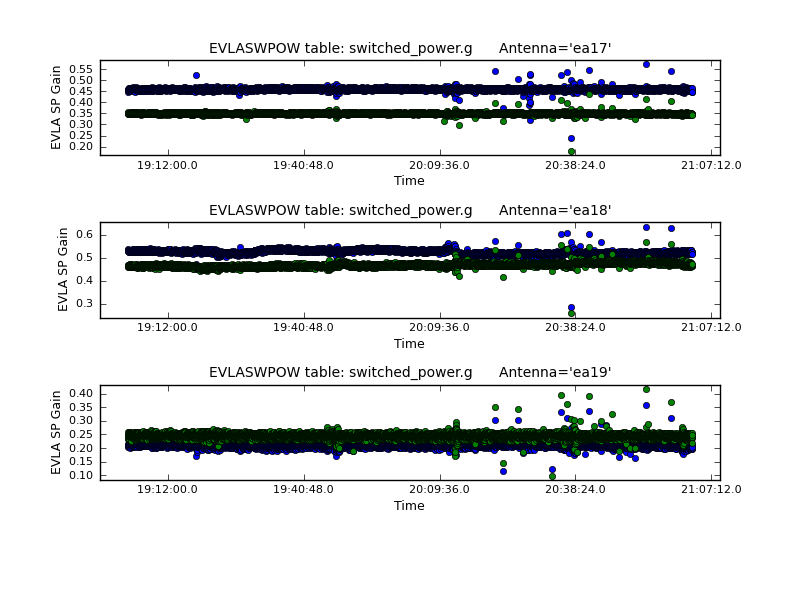 EVLASWPOW table: switched_power.g Antenna='ea17'
EVLA SP Gain
0.55
0.50
0.45
0.40
0.35
0.30
0.25
0.20
19:12:00.0 19:40:48.0 20:09:36.0 20:38:24.0 21:07:12.0
Time
EVLASWPOW table: switched_power.g Antenna='ea18'
EVLA SP Gain
0.6
0.5
0.4
0.3
19:12:00.0 19:40:48.0 20:09:36.0 20:38:24.0 21:07:12.0
Time
EVLASWPOW table: switched_power.g Antenna='ea19'
EVLA SP Gain
0.40
0.35
0.30
0.25
0.20
0.15
0.10
19:12:00.0 19:40:48.0 20:09:36.0 20:38:24.0 21:07:12.0
Time